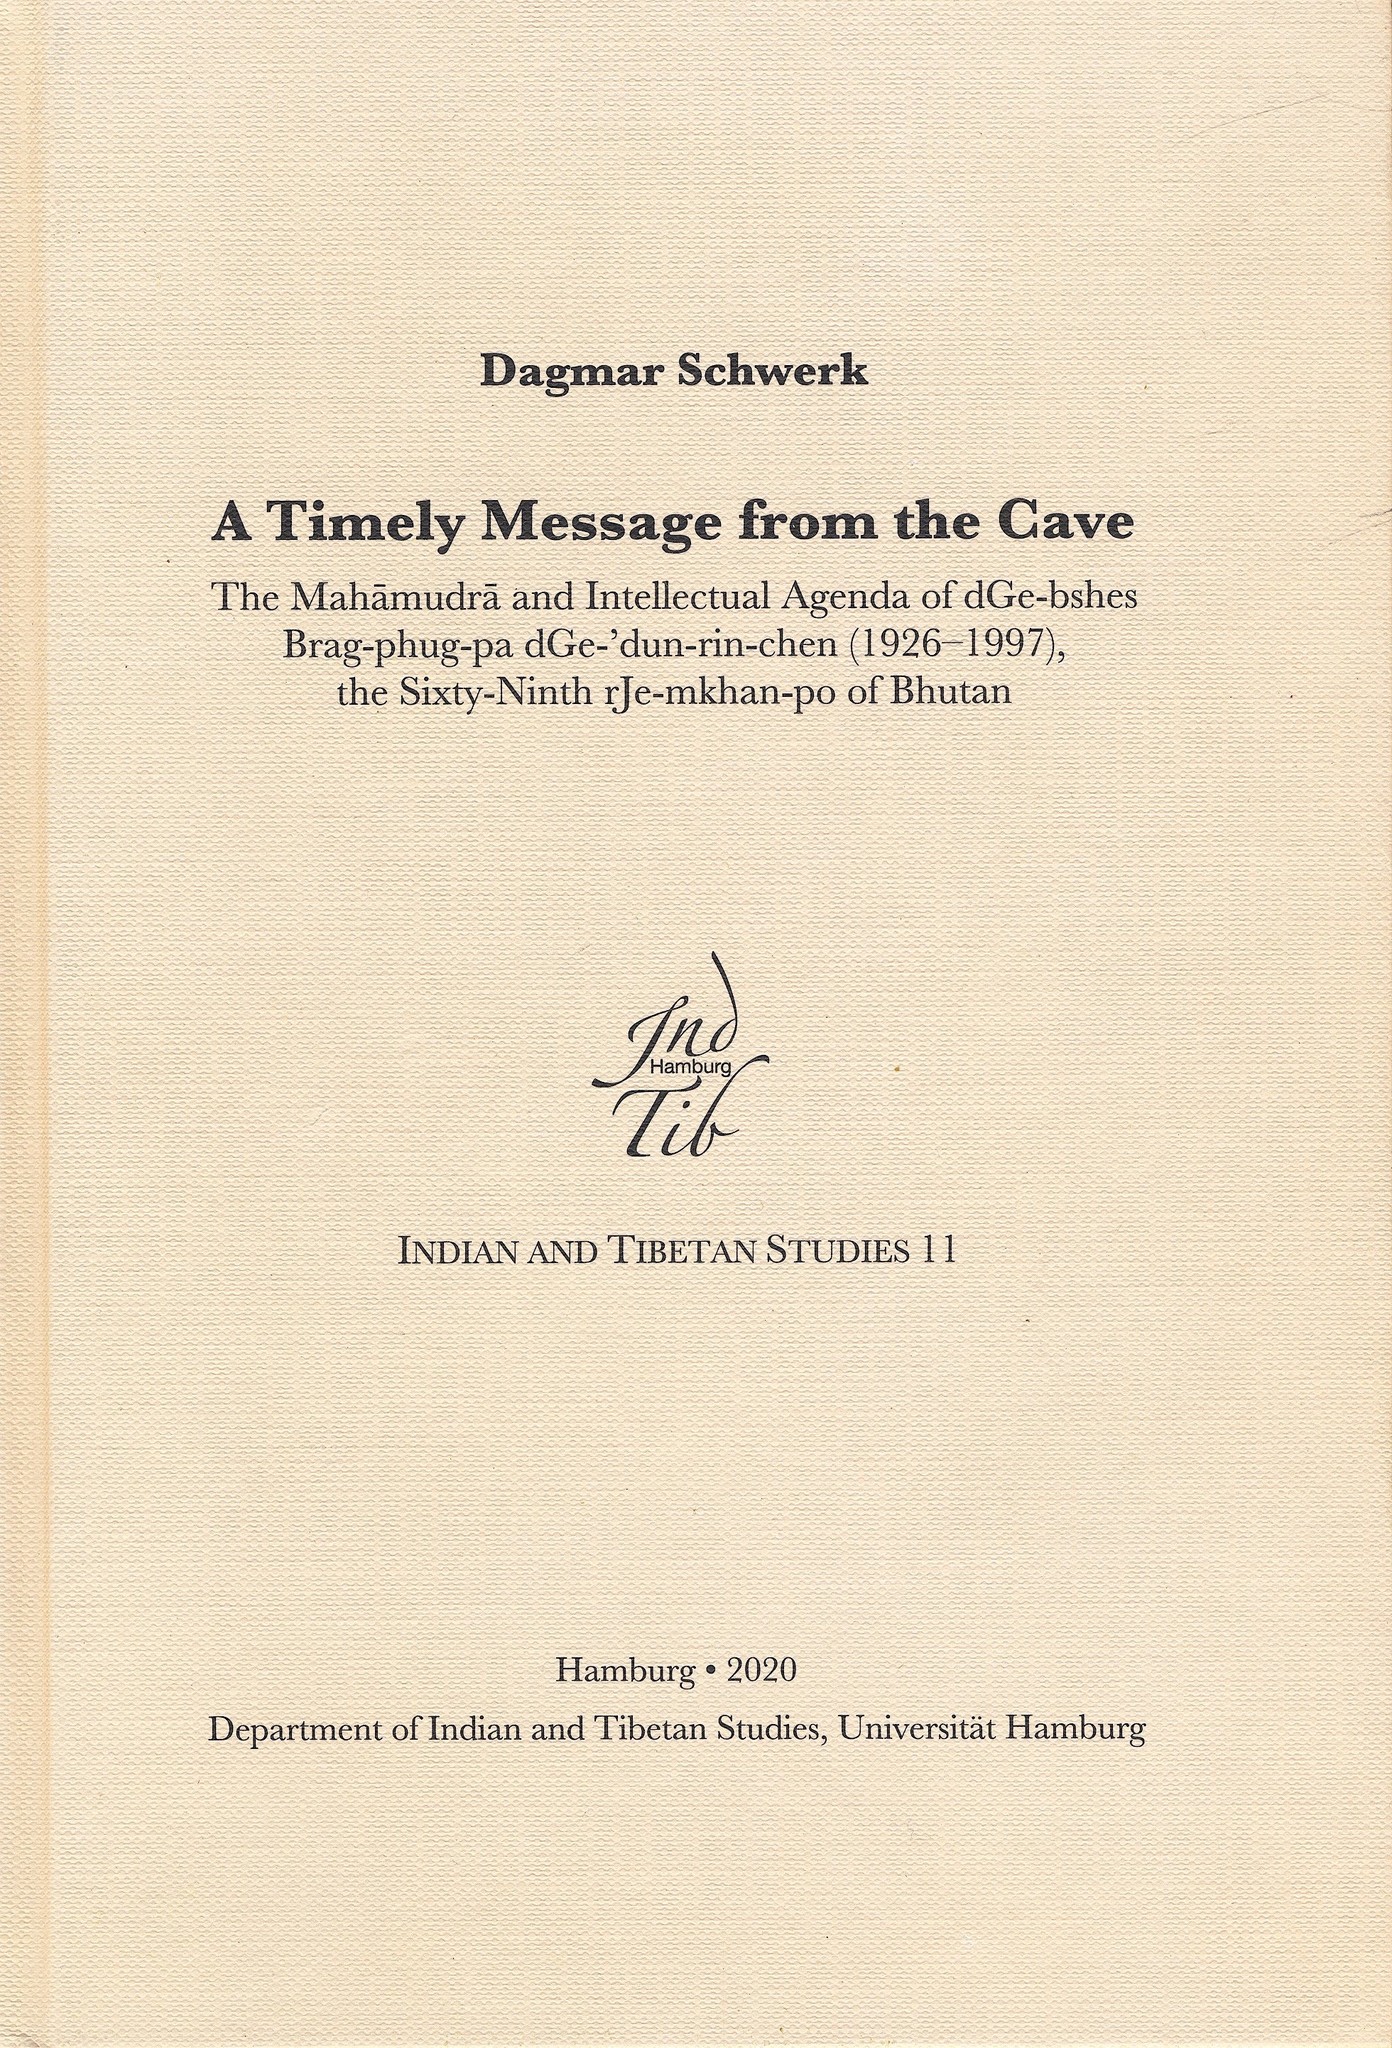 Dagmar Schwerk
A Timely Message from the Cave
The Mahāmudrā and Intellectual Agenda of dGe-bshes
Brag-phug-pa dGe-’dun-rin-chen (1926–1997),
the Sixty-Ninth rJe-mkhan-po of Bhutan
Ind
Hamburg
Tib
INDIAN AND TIBETAN STUDIES 11
Hamburg • 2020
Department of Indian and Tibetan Studies, Universität Hamburg